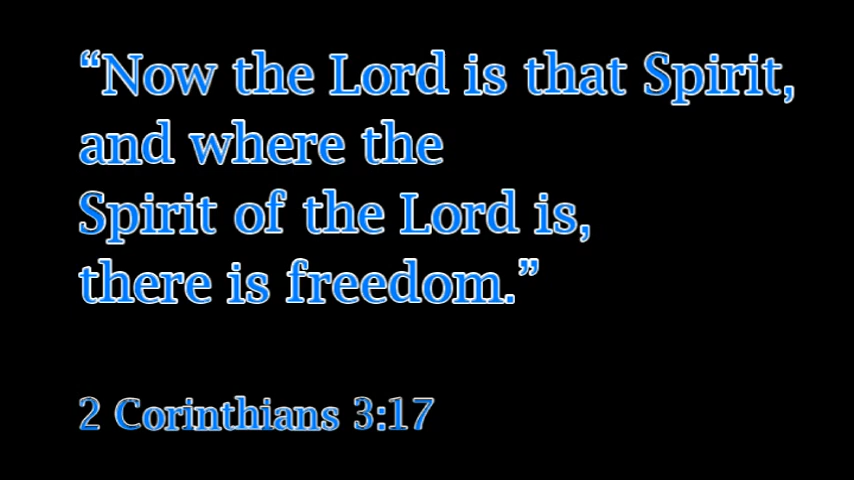 “Now the Lord is that Spirit,
and where the
Spirit of the Lord is,
there is freedom.”
2 Corinthians 3:17